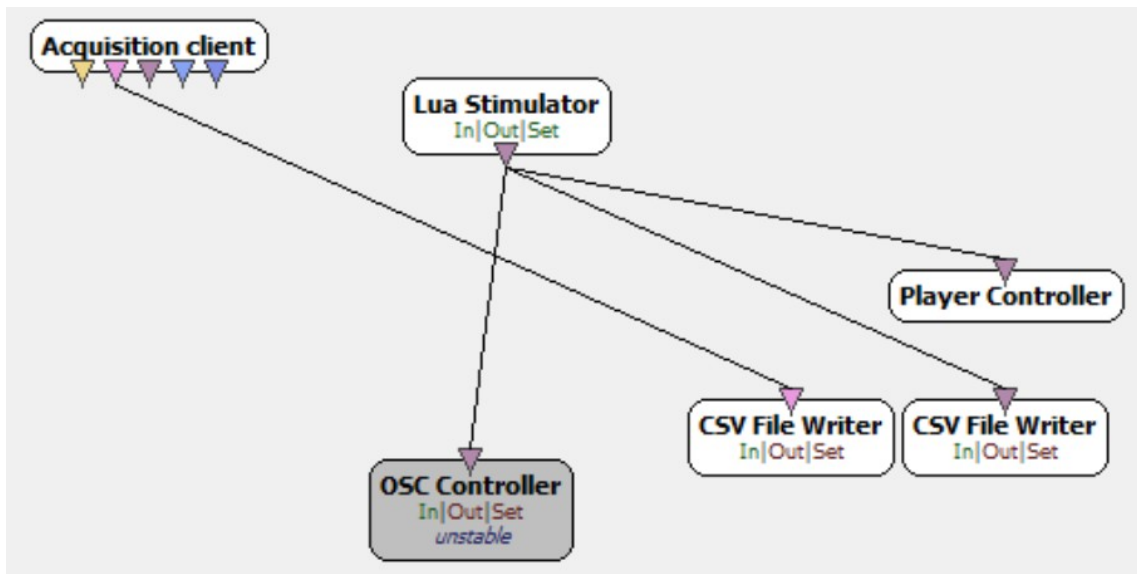 Acquisition client
Lua Stimulator
In|Out|Set
Player Controller
CSV File Writer
In|Out|Set
CSV File Writer
In|Out|Set
OSC Controller
In|Out|Set
unstable